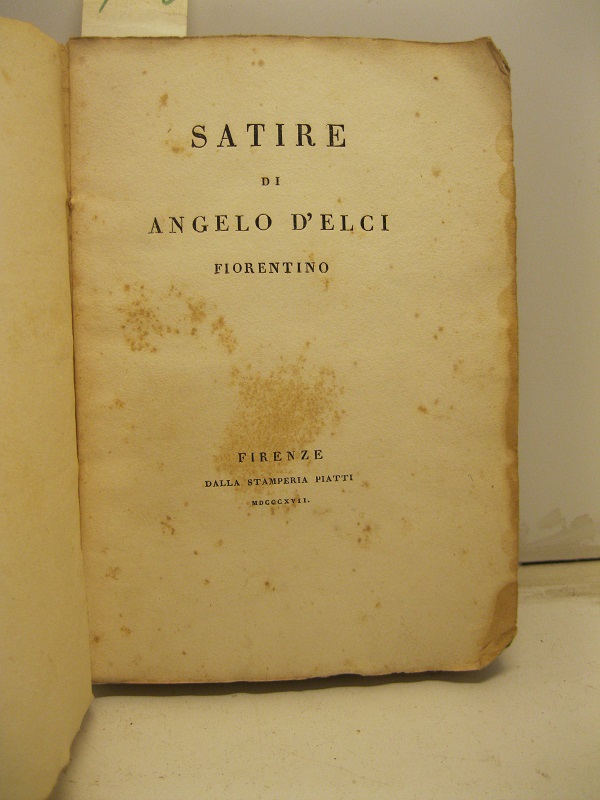 SATIRE
DI
ANGELO D'ELCI
FIORENTINO
FIRENZE
DALLA STAMPERIA PIATTI
MDCCCXVII.